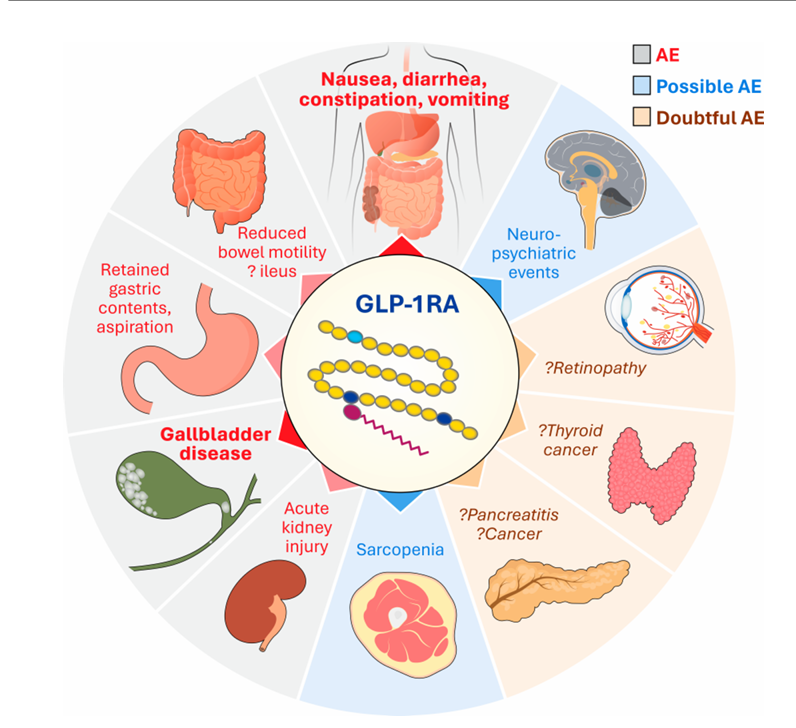 AE
Possible AE
Doubtful AE
Nausea, diarrhea,
constipation, vomiting
Neuro-
psychiatric
events
?Retinopathy
?Thyroid
cancer
?Pancreatitis
?Cancer
Sarcopenia
Acute
kidney
injury
Gallbladder
disease
Retained
gastric
contents,
aspiration
Reduced
bowel motility
? ileus
GLP-1RA